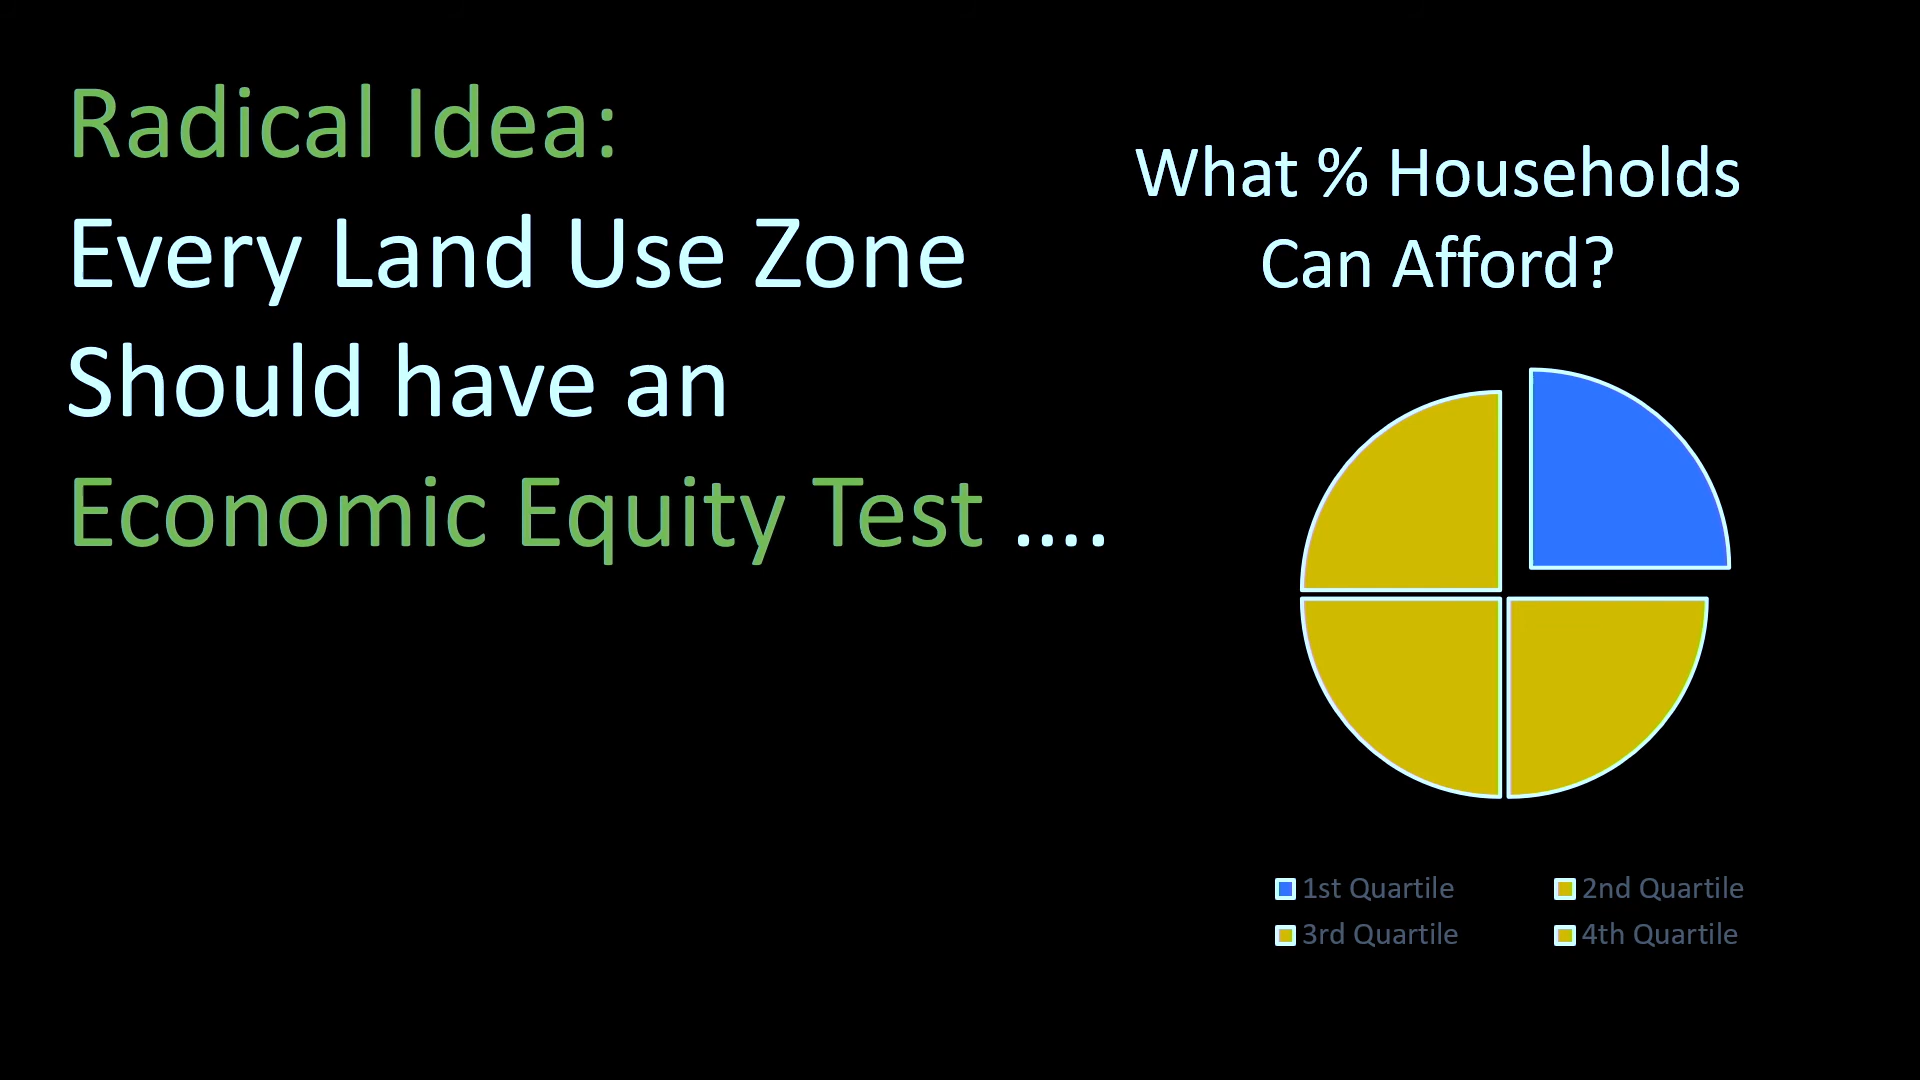 Radical Idea:
Every Land Use Zone
Should have an
Economic Equity Test ....
What % Households
Can Afford?
1st Quartile
2nd Quartile
3rd Quartile
4th Quartile